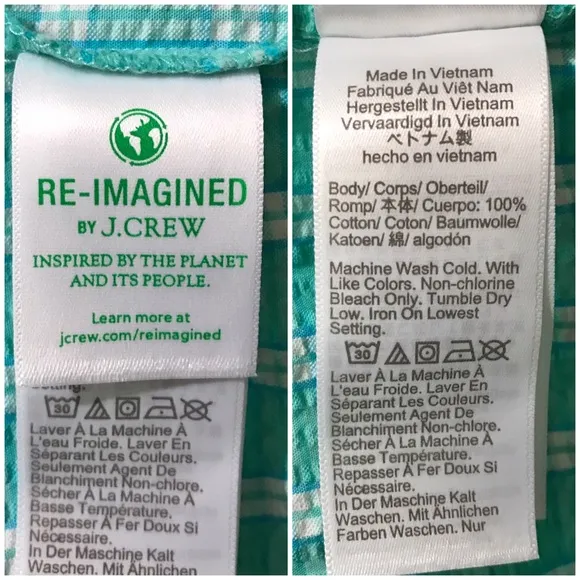 RE-IMAGINED
BY J.CREW
INSPIRED BY THE PLANET
AND ITS PEOPLE.
Learn more at
jcrew.com/reimagined
Setting.
30
Laver À La Machine À
L'eau Froide. Laver En
Séparant Les Couleurs.
Seulement Agent De
Blanchiment Non-chlore.
Sécher À La Machine À
Basse Température.
Repasser À Fer Doux Si
Nécessaire.
In Der Maschine Kalt
Waschen. Mit Ähnlichen
Made In Vietnam
Fabriqué Au Viêt Nam
Hergestellt In Vietnam
Vervaardigd In Vietnam
ベトナム製
hecho en vietnam
Body/ Corps/ Oberteil/
Romp/ 本体/ Cuerpo: 100%
Cotton/ Coton/ Baumwolle/
Katoen/ 綿/ algodón
Machine Wash Cold. With
Like Colors. Non-chlorine
Bleach Only. Tumble Dry
Low. Iron On Lowest
Setting.
30
Laver À La Machine À
L'eau Froide. Laver En
Séparant Les Couleurs.
Seulement Agent De
Blanchiment Non-chlore.
Sécher À La Machine À
Basse Température.
Repasser À Fer Doux Si
Nécessaire.
In Der Maschine Kalt
Waschen. Mit Ähnlichen
Farben Waschen. Nur